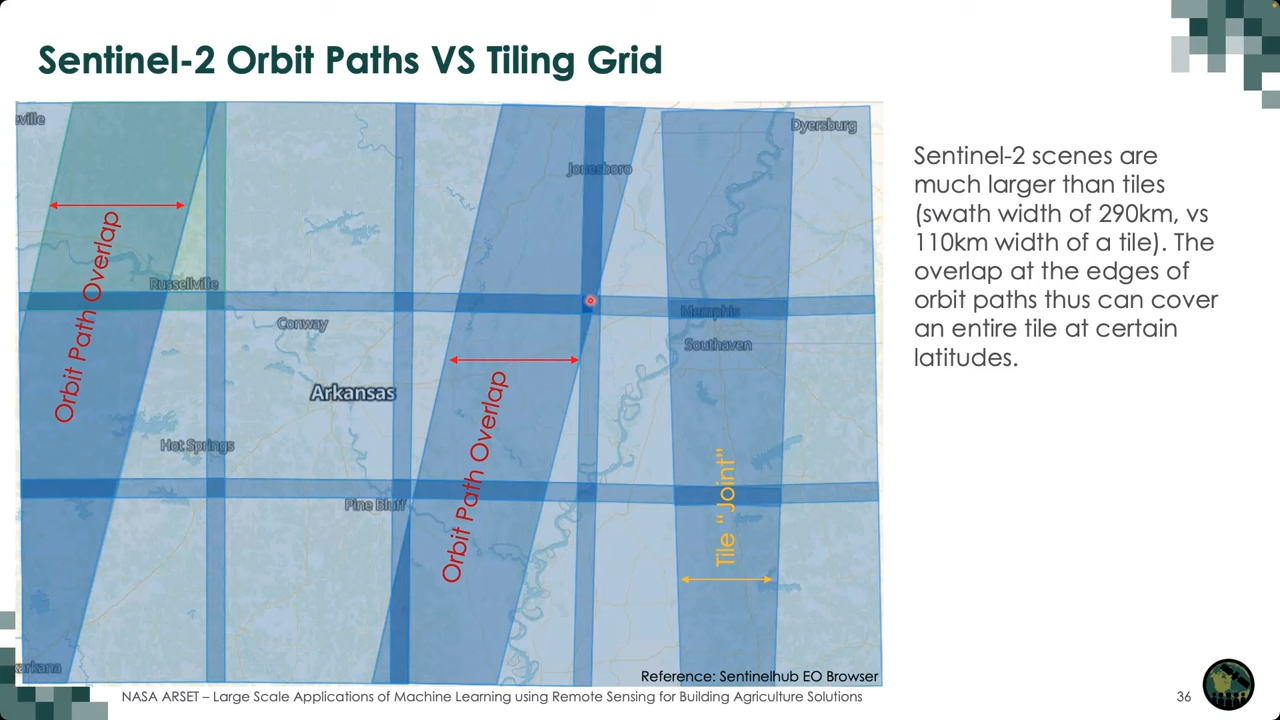 Sentinel-2 Orbit Paths VS Tiling Grid
Dyersburg
Jonesboro
Orbit Path Overlap
Russellville
Conway
Memphis
Southaven
Arkansas
Orbit Path Overlap
Hot Springs
Pine Bluff
Tile “Joint”
Reference: Sentinelhub EO Browser
Sentinel-2 scenes are
much larger than tiles
(swath width of 290km, vs
110km width of a tile). The
overlap at the edges of
orbit paths thus can cover
an entire tile at certain
latitudes.
NASA ARSET – Large Scale Applications of Machine Learning using Remote Sensing for Building Agriculture Solutions
36